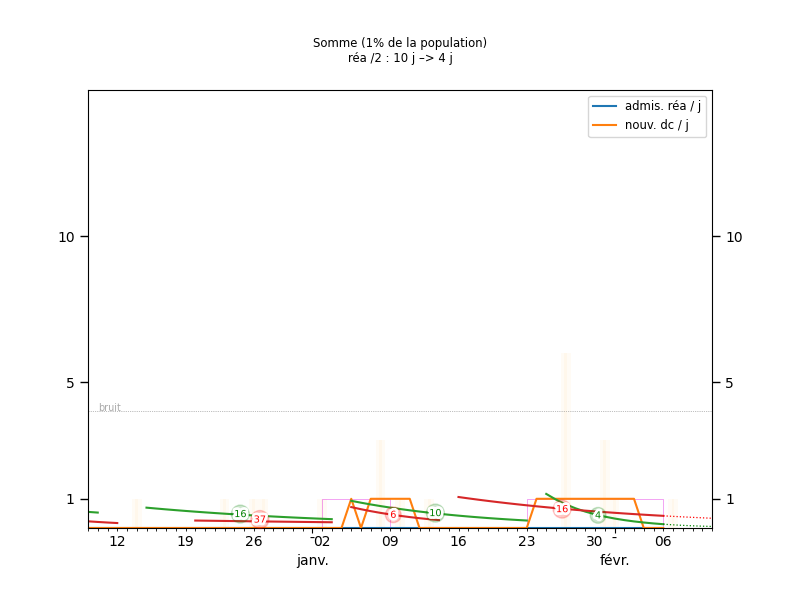 Somme (1% de la population)
réa /2 : 10 j –> 4 j
admis. réa / j
nouv. dc / j
10 10
5 5
bruit
1 1
16 37 6 10 16 4
12 19 26 02 09 16 23 30 06
janv. févr.